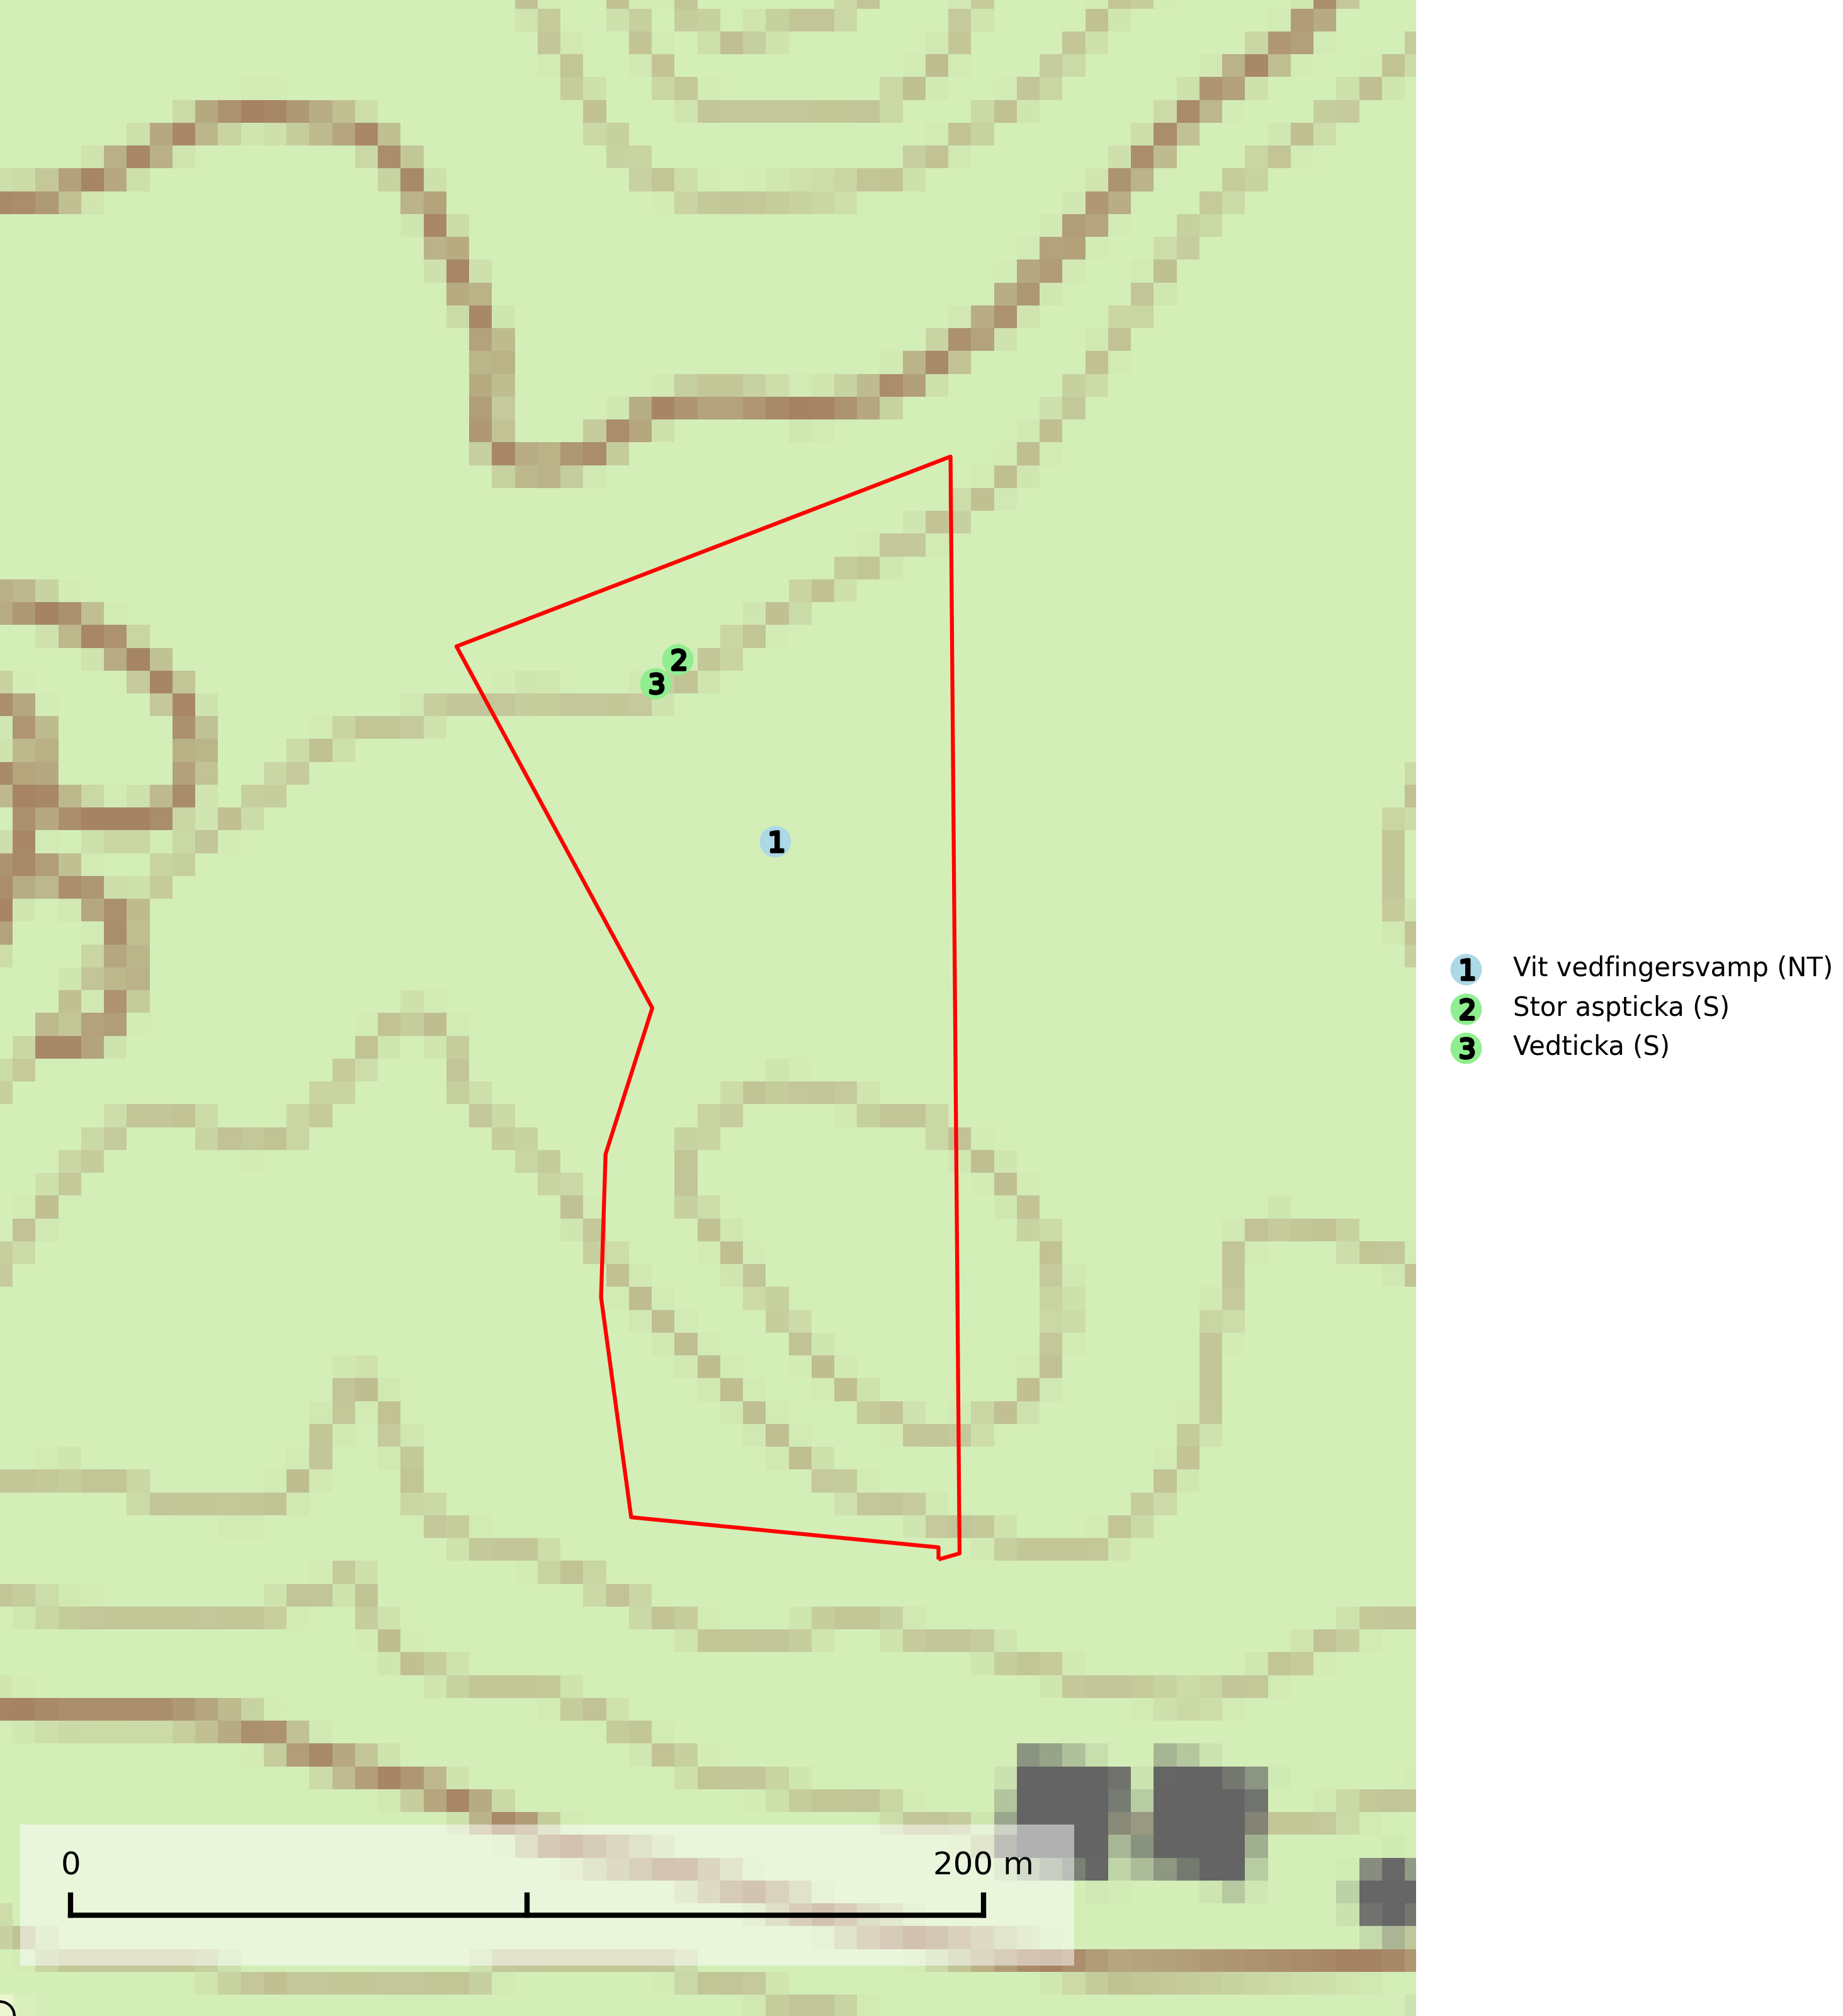 2
3
1
1 Vit vedfingersvamp (NT)
2 Stor aspticka (S)
3 Vedticka (S)
0 200 m